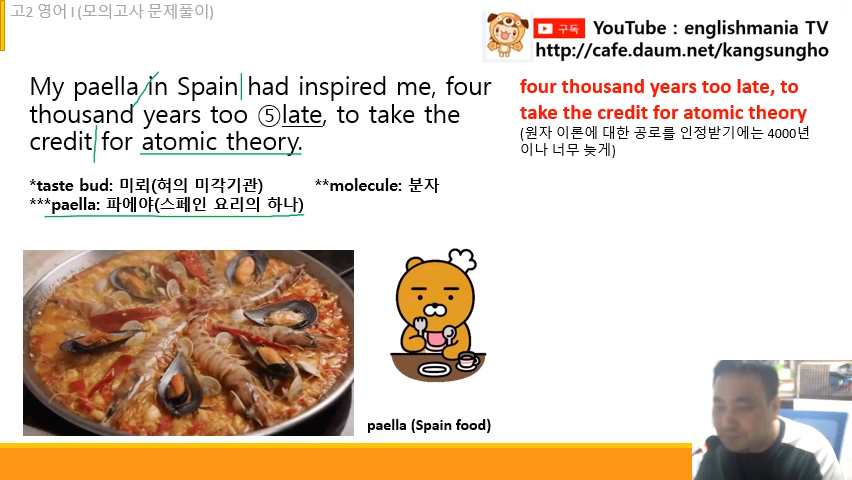 고2 영어 I (모의고사 문제풀이)
구독
YouTube : englishmania TV
http://cafe.daum.net/kangsungho
My paella in Spain had inspired me, four
thousand years too ⑤late, to take the
credit for atomic theory.
four thousand years too late, to
take the credit for atomic theory
(원자 이론에 대한 공로를 인정받기에는 4000년
이나 너무 늦게)
*taste bud: 미뢰(혀의 미각기관) **molecule: 분자
***paella: 파에야(스페인 요리의 하나)
paella (Spain food)